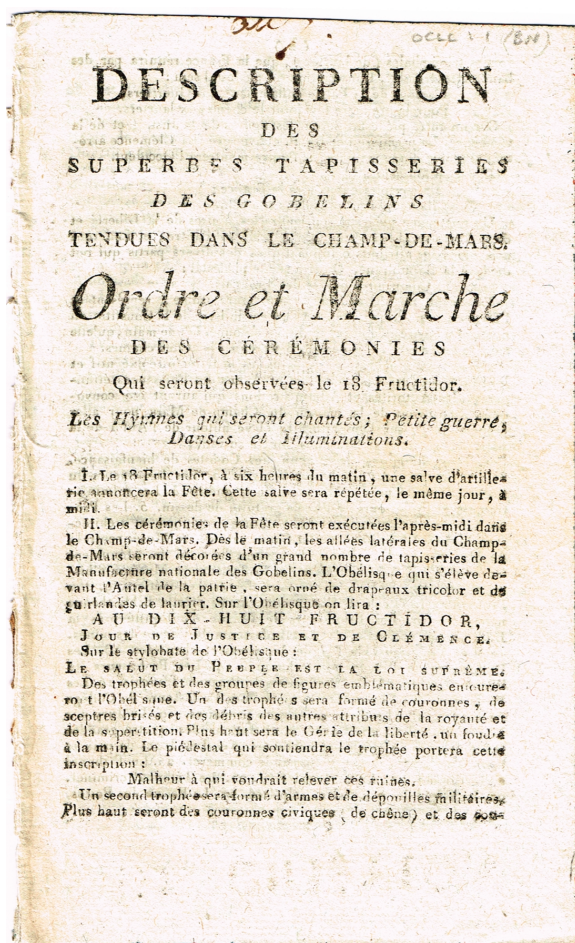 OCLC : 1 (BN)
DESCRIPTION
DES
SUPERBES TAPISSERIES
DES GOBELINS
TENDUES DANS LE CHAMP-DE-MARS.
Ordre et Marche
DES CÉRÉMONIES
Qui seront observées le 18 Fructidor.
Les Hymnes qui seront chantés; Petite guerre,
Danses et Illuminations.
I. Le 18 Fructidor, à six heures du matin, une salve d'artille-
rie annoncera la Fête. Cette salve sera répétée, le même jour, à
midi.
II. Les cérémonies de la Fête seront exécutées l'après-midi dans
le Champ-de-Mars. Dès le matin, les allées latérales du Champ-
de-Mars seront décorées d'un grand nombre de tapisseries de la
Manufacture nationale des Gobelins. L'Obélisque qui s'élève de-
vant l'Autel de la patrie, sera orné de drapeaux tricolor et de
guirlandes de laurier. Sur l'Obélisque on lira :
AU DIX-HUIT FRUCTIDOR,
JOUR DE JUSTICE ET DE CLÉMENCE.
Sur le stylobate de l'Obélisque :
LE SALUT DU PEUPLE EST LA LOI SUPRÊME.
Des trophées et des groupes de figures emblématiques entoure-
ront l'Obélisque. Un des trophées sera formé de couronnes, de
sceptres brisés et des débris des autres attributs de la royauté et
de la superstition. Plus haut sera le Génie de la liberté, un foudre
à la main. Le piédestal qui soutiendra le trophée portera cette
inscription :
Malheur à qui voudrait relever ces ruines.
Un second trophée sera formé d'armes et de dépouilles militaires.
Plus haut seront des couronnes civiques (de chêne) et des cou-